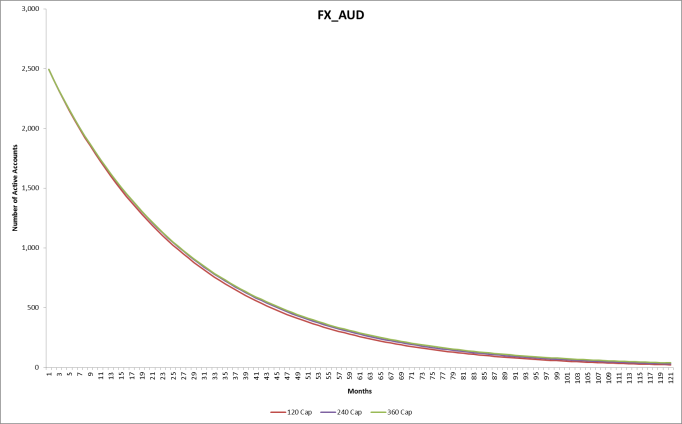 FX_AUD
3,000
2,500
2,000
1,500
1,000
500
0
Number of Active Accounts
1 3 5 7 9 11 13 15 17 19 21 23 25 27 29 31 33 35 37 39 41 43 45 47 49 51 53 55 57 59 61 63 65 67 69 71 73 75 77 79 81 83 85 87 89 91 93 95 97 99 101 103 105 107 109 111 113 115 117 119 121
Months
120 Cap 240 Cap 360 Cap